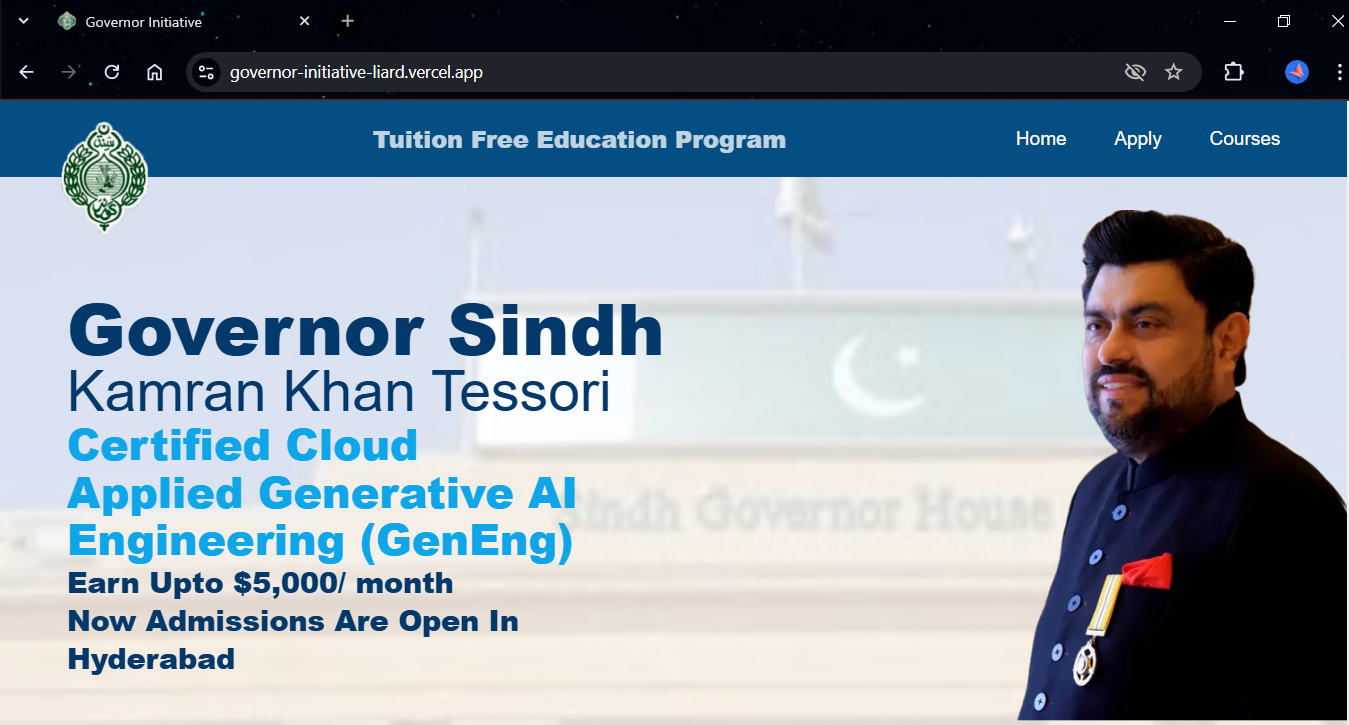 Governor Initiative
governor-initiative-liard.vercel.app
Tuition Free Education Program
Home
Apply
Courses
Governor Sindh
Kamran Khan Tessori
Certified Cloud
Applied Generative AI
Engineering (GenEng)
Sindh Governor House
Earn Upto $5,000/ month
Now Admissions Are Open In
Hyderabad